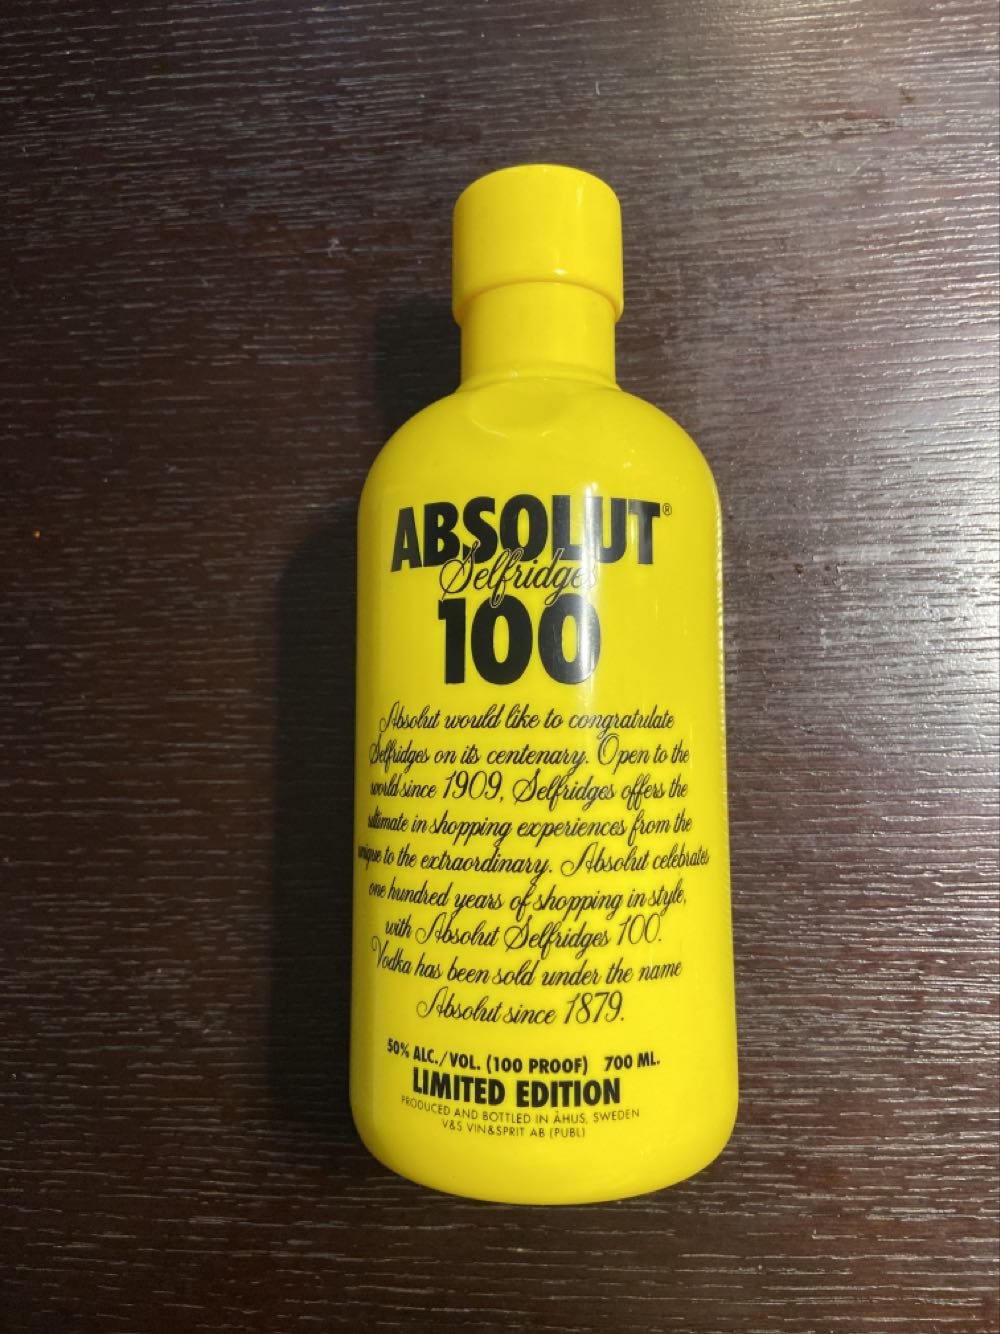 ABSOLUT®
Selfridges
100
Absolut would like to congratulate
Selfridges on its centenary. Open to the
world since 1909, Selfridges offers the
ultimate in shopping experiences from the
unique to the extraordinary. Absolut celebrates
one hundred years of shopping in style,
with Absolut Selfridges 100.
Vodka has been sold under the name
Absolut since 1879.
50% ALC./VOL. (100 PROOF) 700 ML.
LIMITED EDITION
PRODUCED AND BOTTLED IN ÅHUS, SWEDEN
V&S VIN&SPRIT AB (PUBL)